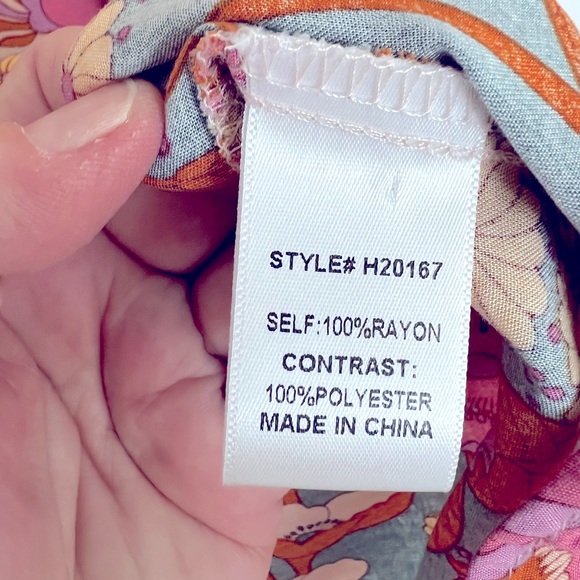 STYLE# H20167
SELF:100%RAYON
CONTRAST:
100%POLYESTER
MADE IN CHINA